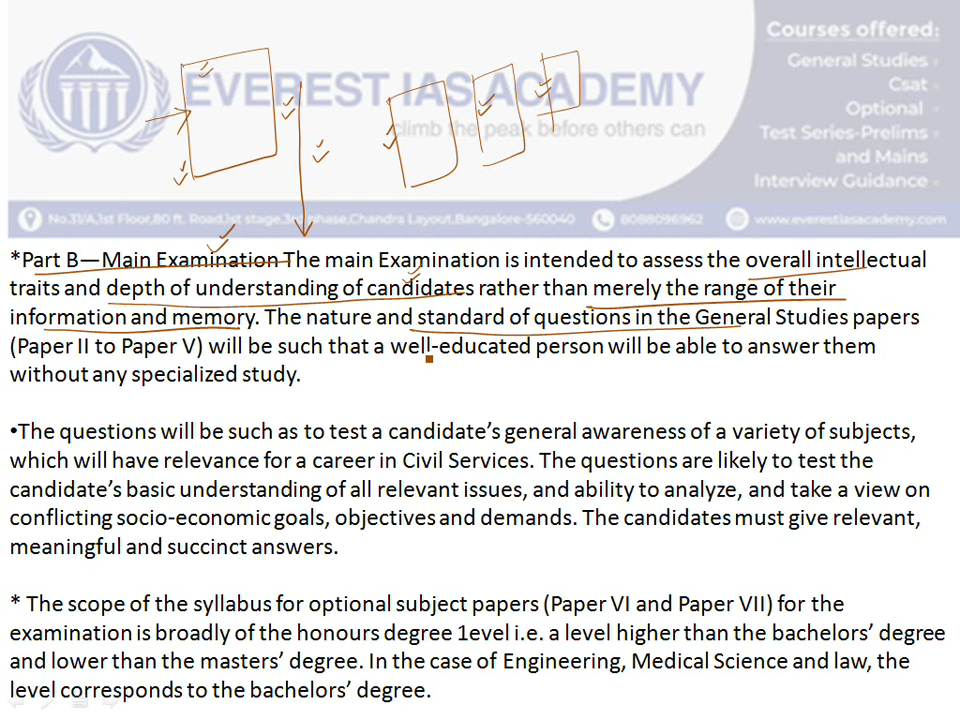 Courses offered:
General Studies
Csat
EVEREST IAS ACADEMY
Optional
climb the peak before others can
Test Series-Prelims
and Mains
Interview Guidance
No.31/A,1st Floor,80 ft. Road,1st stage,3rd phase,Chandra Layout,Bangalore-560040 8088096962 www.everestiasacademy.com
*Part B—Main Examination The main Examination is intended to assess the overall intellectual
traits and depth of understanding of candidates rather than merely the range of their
information and memory. The nature and standard of questions in the General Studies papers
(Paper II to Paper V) will be such that a well-educated person will be able to answer them
without any specialized study.
•The questions will be such as to test a candidate’s general awareness of a variety of subjects,
which will have relevance for a career in Civil Services. The questions are likely to test the
candidate’s basic understanding of all relevant issues, and ability to analyze, and take a view on
conflicting socio-economic goals, objectives and demands. The candidates must give relevant,
meaningful and succinct answers.
* The scope of the syllabus for optional subject papers (Paper VI and Paper VII) for the
examination is broadly of the honours degree 1evel i.e. a level higher than the bachelors’ degree
and lower than the masters’ degree. In the case of Engineering, Medical Science and law, the
level corresponds to the bachelors’ degree.